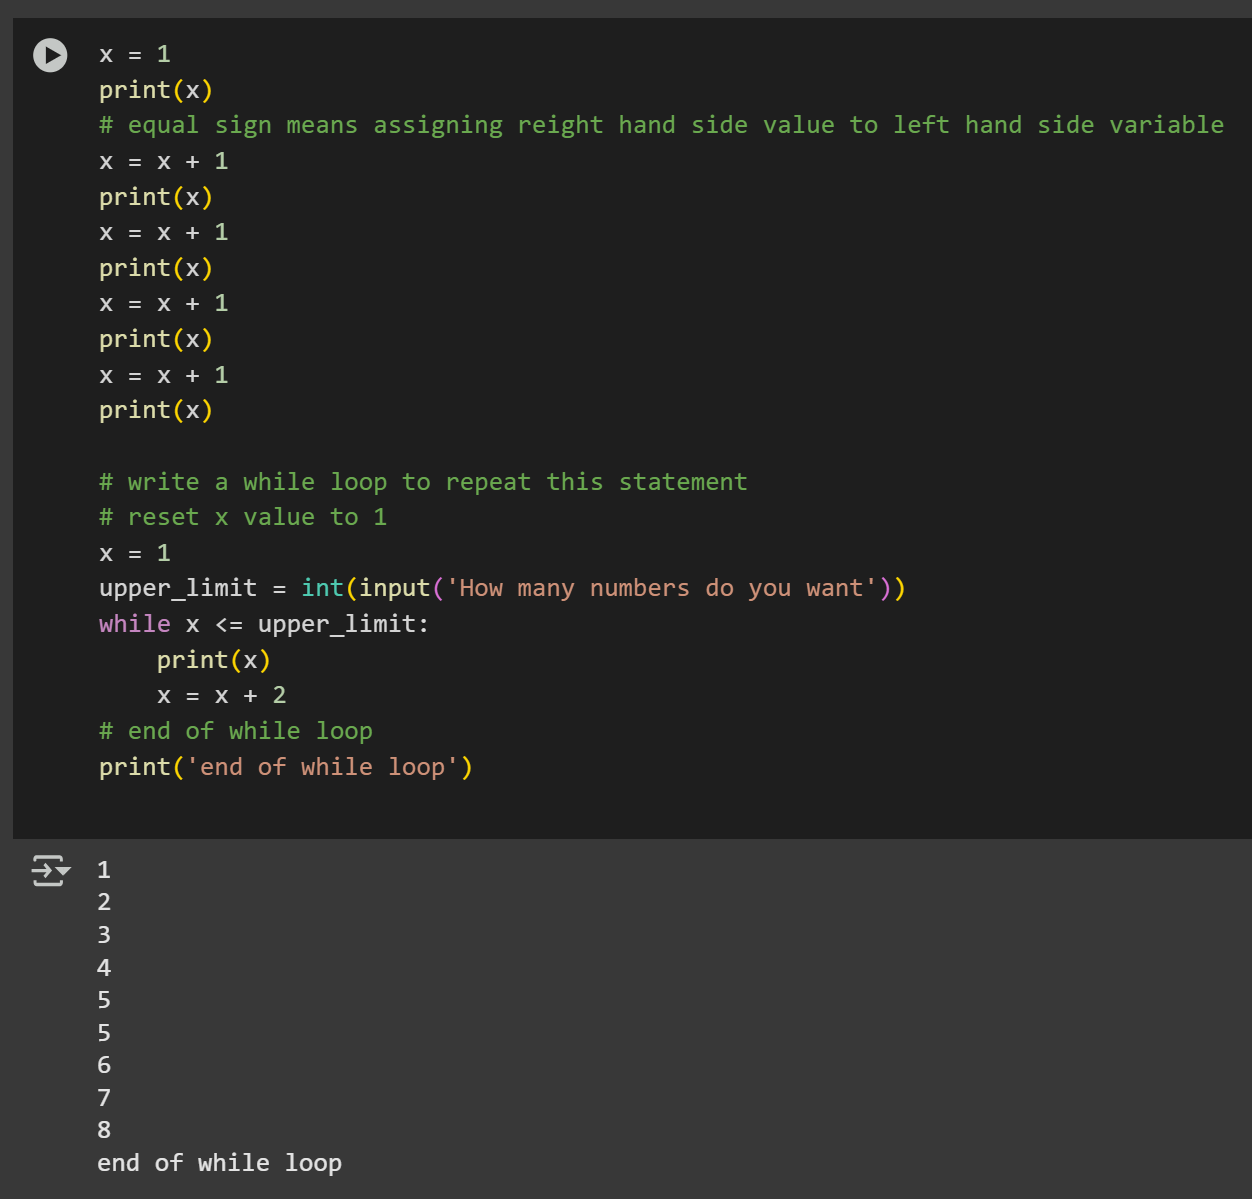 x = 1
print(x)
# equal sign means assigning reight hand side value to left hand side variable
x = x + 1
print(x)
x = x + 1
print(x)
x = x + 1
print(x)
x = x + 1
print(x)

# write a while loop to repeat this statement
# reset x value to 1
x = 1
upper_limit = int(input('How many numbers do you want'))
while x <= upper_limit:
    print(x)
    x = x + 2
# end of while loop
print('end of while loop')

1
2
3
4
5
5
6
7
8
end of while loop